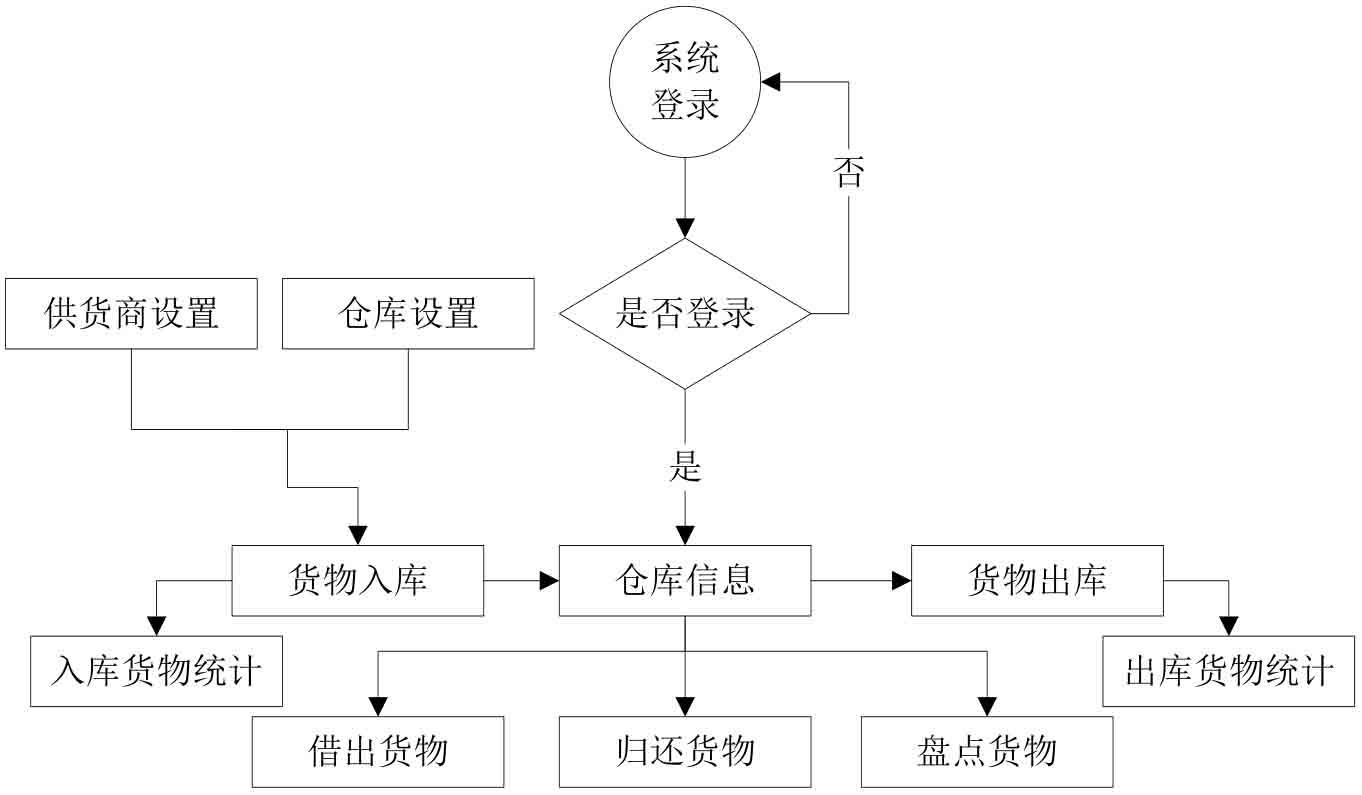 系统
登录
否
供货商设置
仓库设置
是否登录
是
货物入库
仓库信息
货物出库
入库货物统计
出库货物统计
借出货物
归还货物
盘点货物